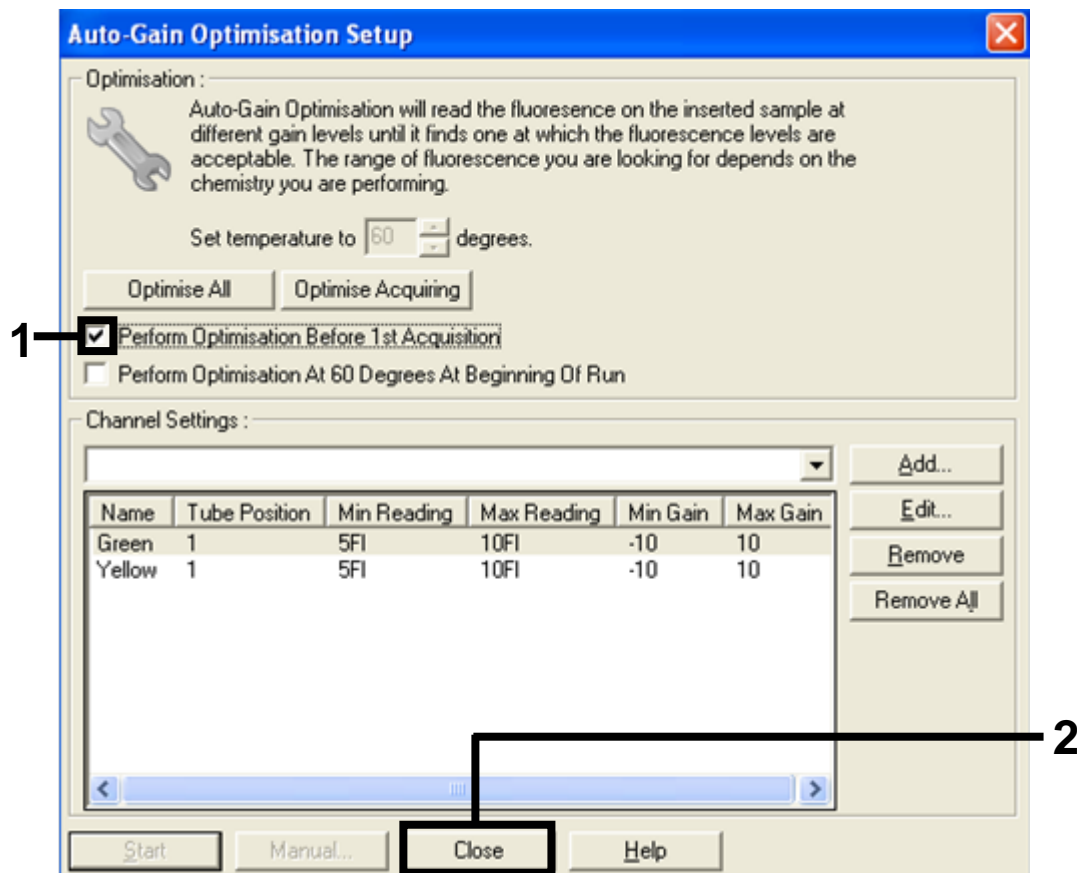 Auto-Gain Optimisation Setup
Optimisation :
Auto-Gain Optimisation will read the fluoresence on the inserted sample at
different gain levels until it finds one at which the fluorescence levels are
acceptable. The range of fluorescence you are looking for depends on the
chemistry you are performing.
Set temperature to 60 degrees.
Optimise All Optimise Acquiring
1 Perform Optimisation Before 1st Acquisition
Perform Optimisation At 60 Degrees At Beginning Of Run
Channel Settings :
Add...
Edit...
Remove
Remove All
Name Tube Position Min Reading Max Reading Min Gain Max Gain
Green 1 5Fl 10Fl -10 10
Yellow 1 5Fl 10Fl -10 10
2
Start Manual... Close Help